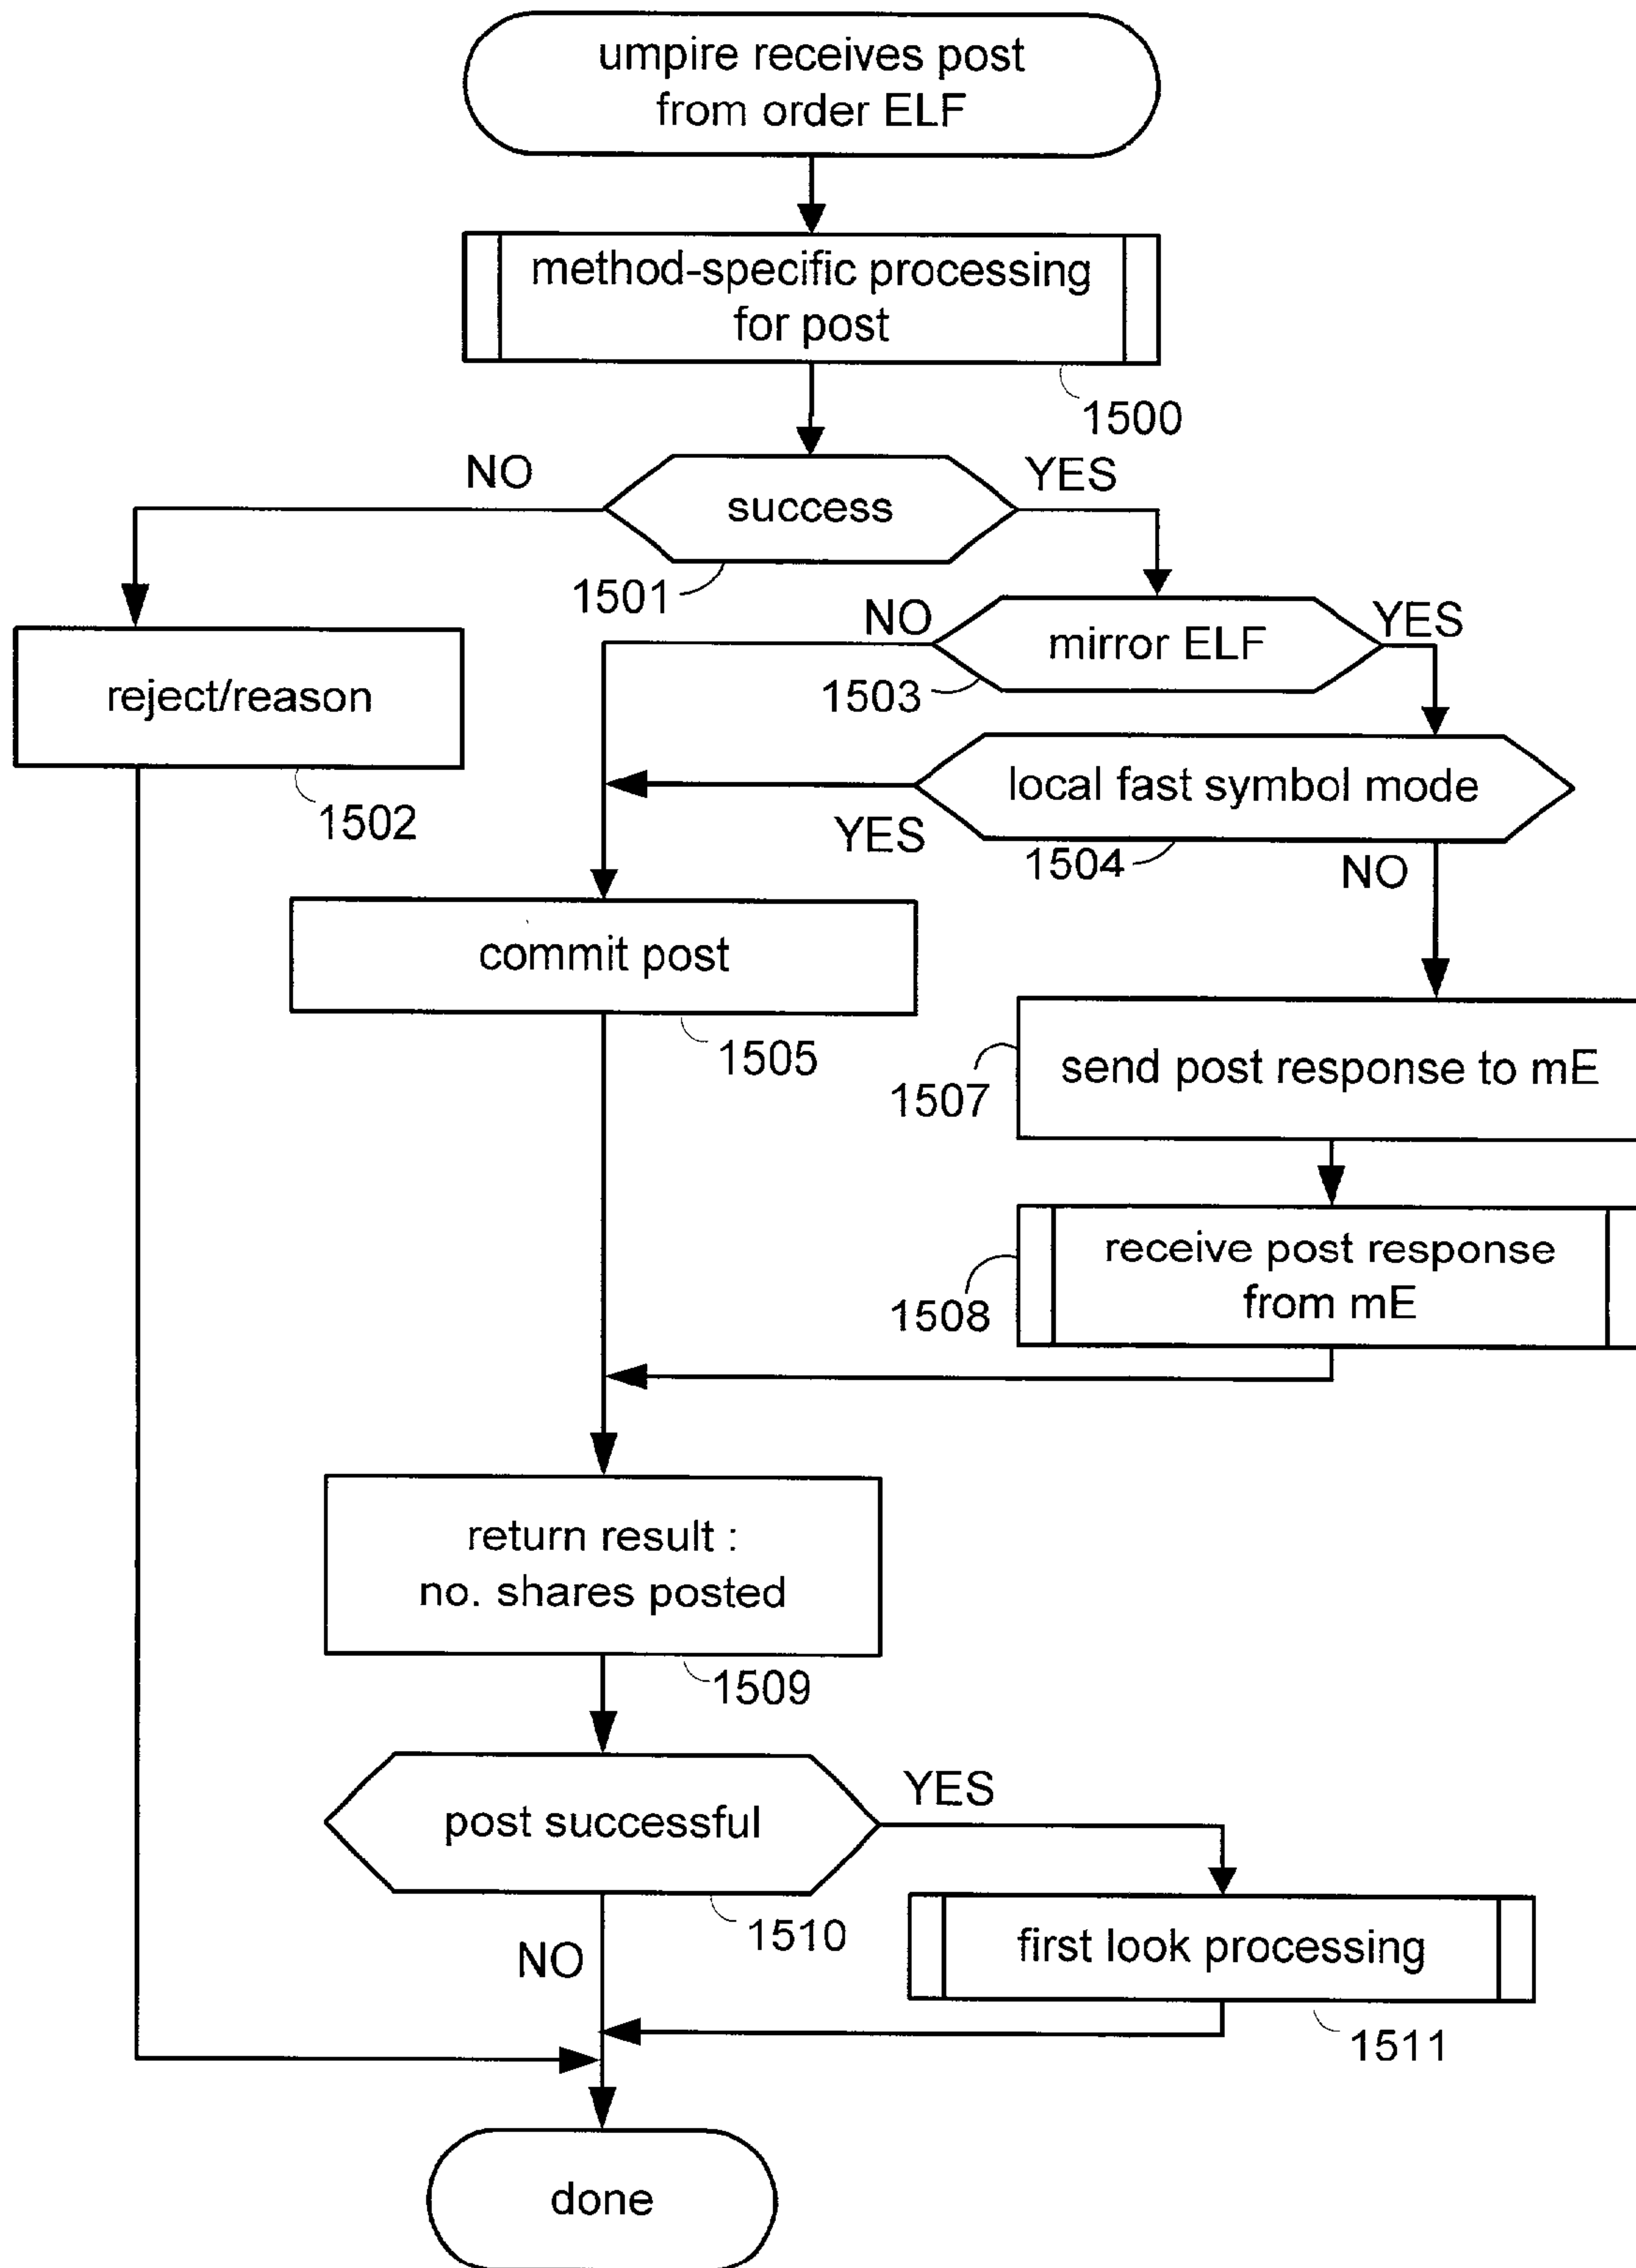 umpire receives post
from order ELF
method-specific processing
for post
1500
NO
YES
success
1501
NO
YES
mirror ELF
1503
reject/reason
1502
local fast symbol mode
YES
1504
NO
commit post
1505
send post response to mE
1507
receive post response
from mE
1508
return result :
no. shares posted
1509
post successful
YES
1510
NO
first look processing
1511
done